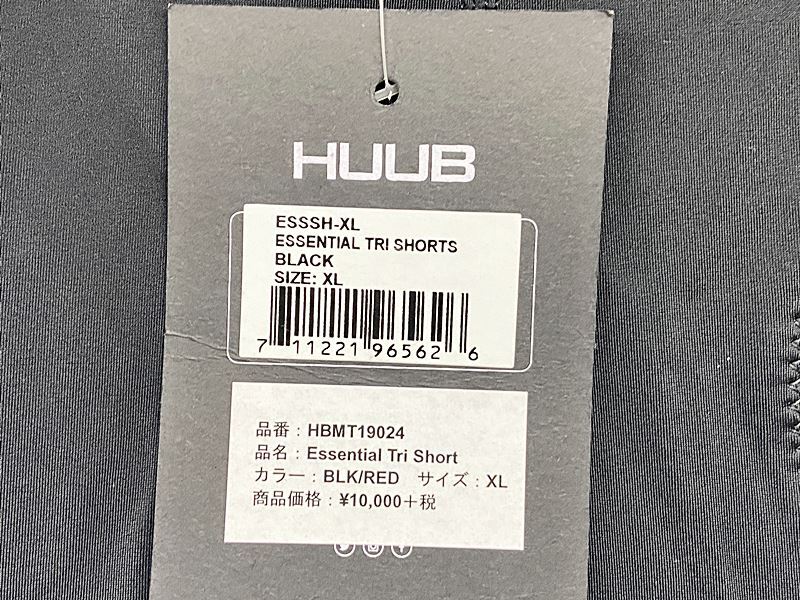 HUUB
ESSSH-XL
ESSENTIAL TRI SHORTS
BLACK
SIZE: XL
7 11221 96562 6
品番：HBMT19024
品名：Essential Tri Short
カラー：BLK/RED サイズ：XL
商品価格：¥10,000＋税